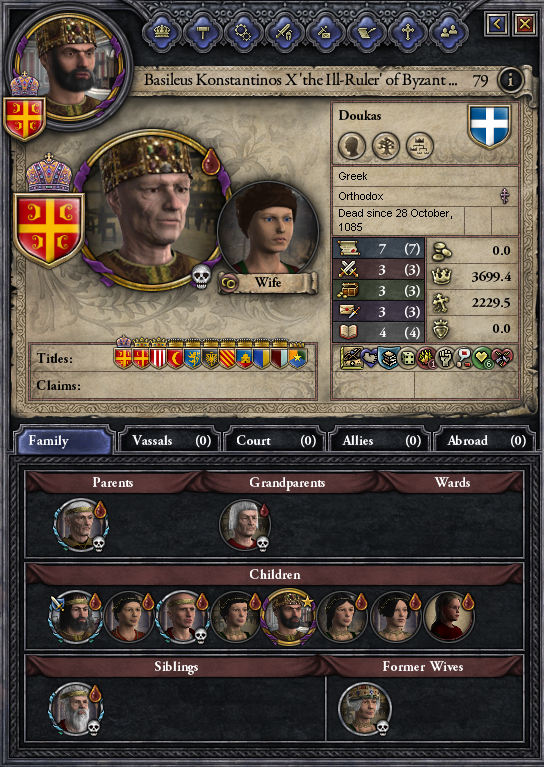 Basileus Konstantinos X 'the Ill-Ruler' of Byzant ... 79
Doukas
Greek
Orthodox
Dead since 28 October,
1085
7 (7) 0.0
3 (3) 3699.4
3 (3) 2229.5
3 (3) 0.0
4 (4)
Wife
Titles:
Claims:
Family Vassals (0) Court (0) Allies (0) Abroad (0)
Parents Grandparents Wards
Children
Siblings Former Wives